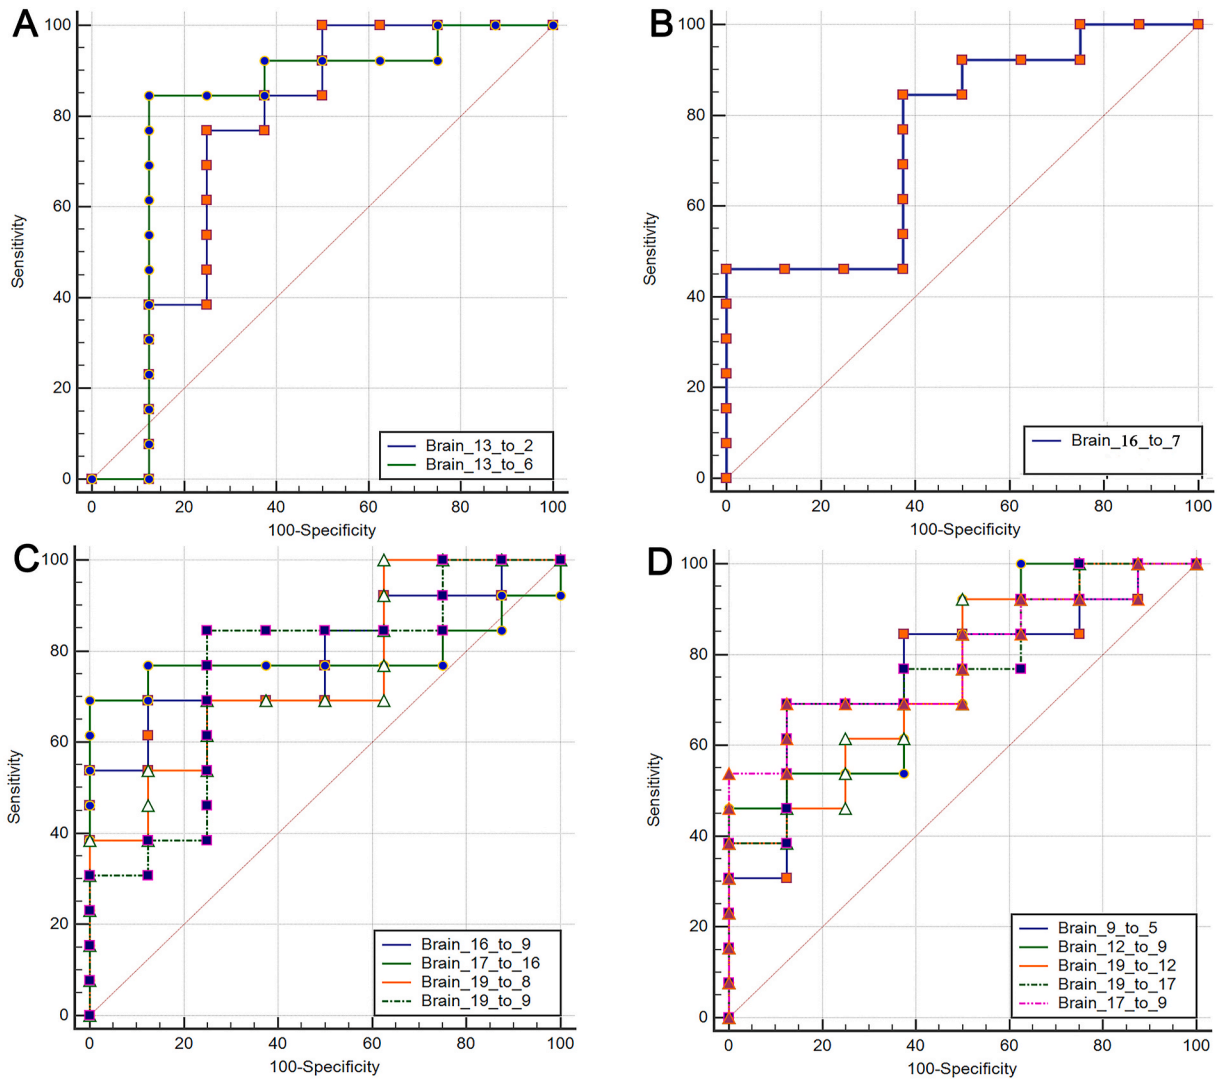 A
100
80
60
40
20
0
Sensitivity
0 20 40 60 80 100
100-Specificity
Brain_13_to_2
Brain_13_to_6
B
100
80
60
40
20
0
Sensitivity
0 20 40 60 80 100
100-Specificity
Brain_16_to_7
C
100
80
60
40
20
0
Sensitivity
0 20 40 60 80 100
100-Specificity
Brain_16_to_9
Brain_17_to_16
Brain_19_to_8
Brain_19_to_9
D
100
80
60
40
20
0
Sensitivity
0 20 40 60 80 100
100-Specificity
Brain_9_to_5
Brain_12_to_9
Brain_19_to_12
Brain_19_to_17
Brain_17_to_9